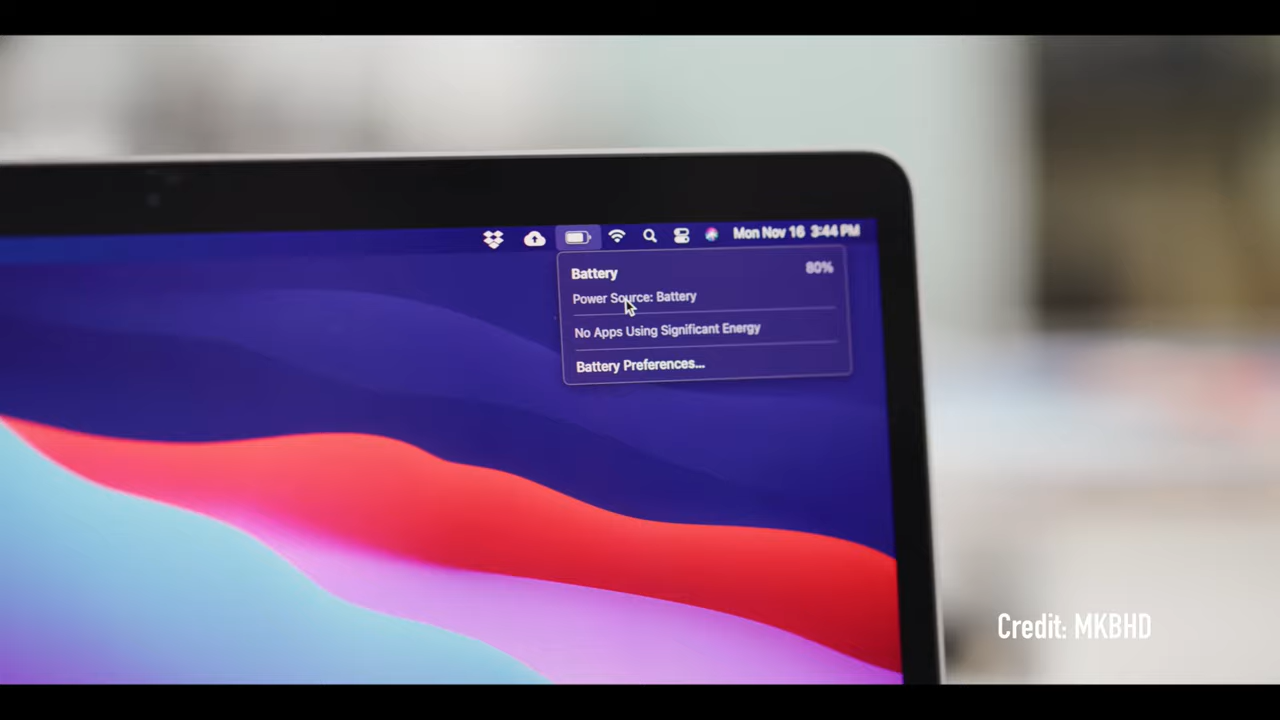 Mon Nov 16 3:44 PM
Battery 80%
Power Source: Battery
No Apps Using Significant Energy
Battery Preferences...
Credit: MKBHD